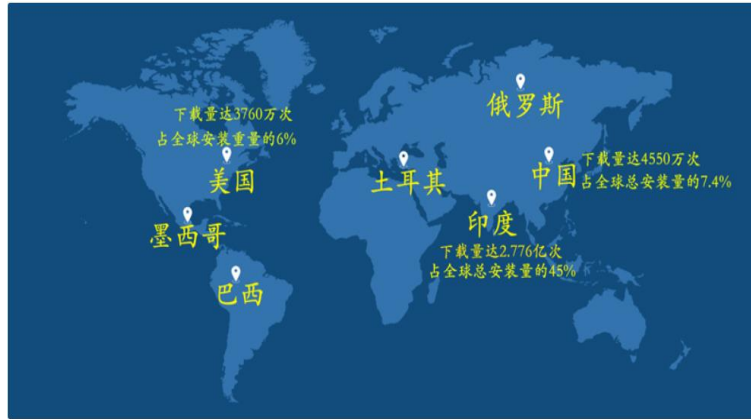 俄罗斯
下载量达3760万次
占全球安装重量的6%
美国
土耳其
中国
下载量达4550万次
占全球总安装量的7.4%
印度
下载量达2.776亿次
占全球总安装量的45%
墨西哥
巴西